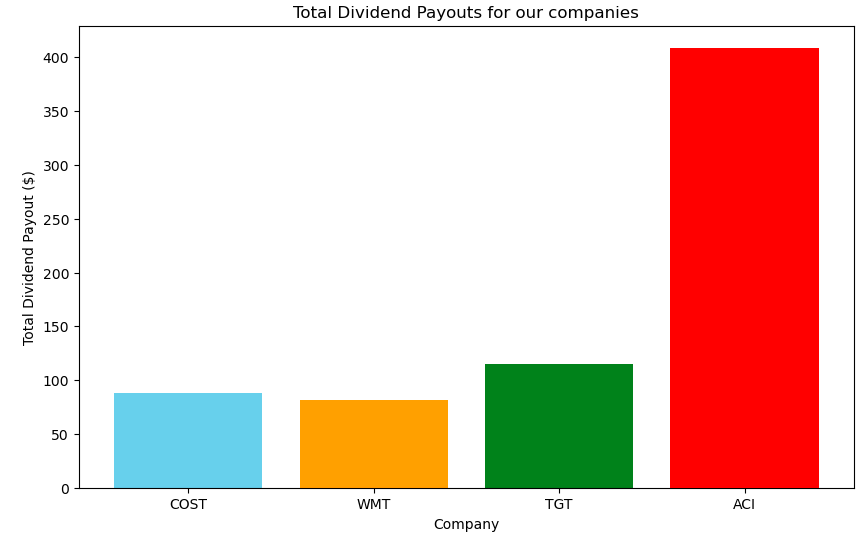 Total Dividend Payouts for our companies
Total Dividend Payout ($)
400
350
300
250
200
150
100
50
0
COST WMT TGT ACI
Company